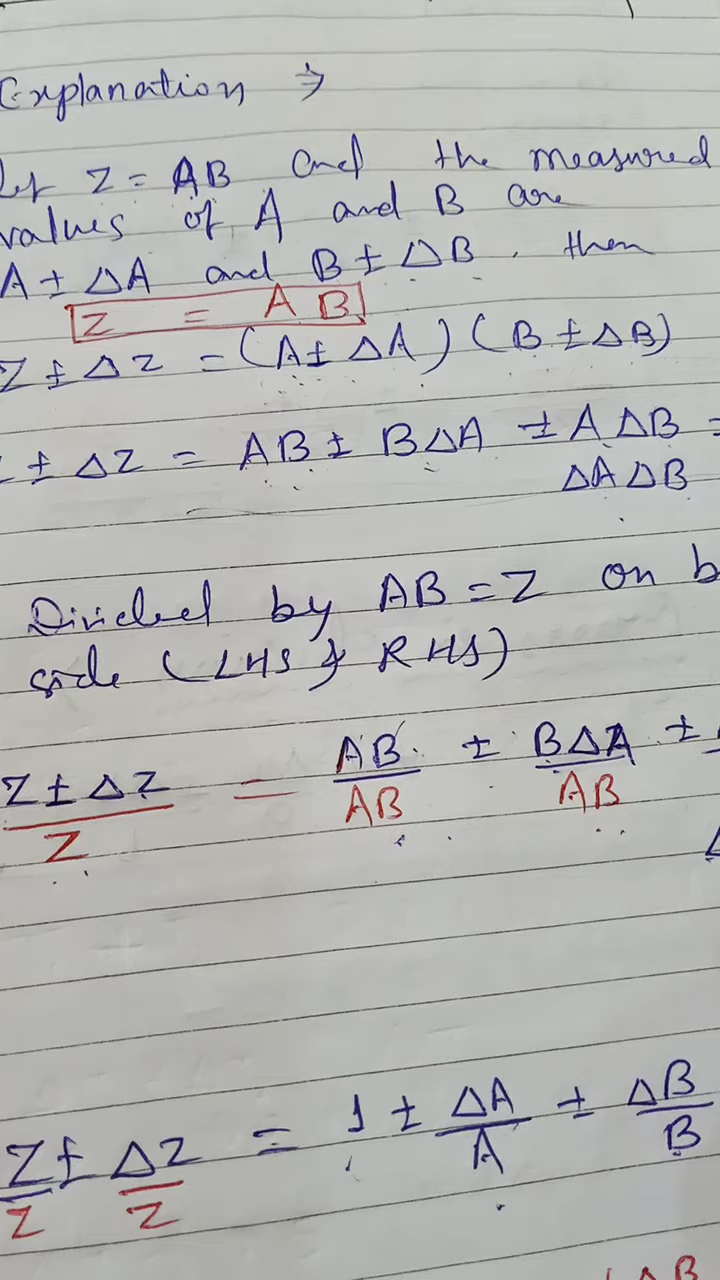 Explanation ⇒
Let Z = AB and the measured
values of A and B are
A ± ΔA and B ± ΔB . then
Z = AB
Z ± ΔZ = (A ± ΔA) (B ± ΔB)
± ΔZ = AB ± BΔA ± AΔB =
ΔAΔB
Divided by AB = Z on b
side (LHS & RHS)
Z ± ΔZ / Z = AB / AB ± BΔA / AB ±
Z / Z ± ΔZ / Z = 1 ± ΔA / A ± ΔB / B